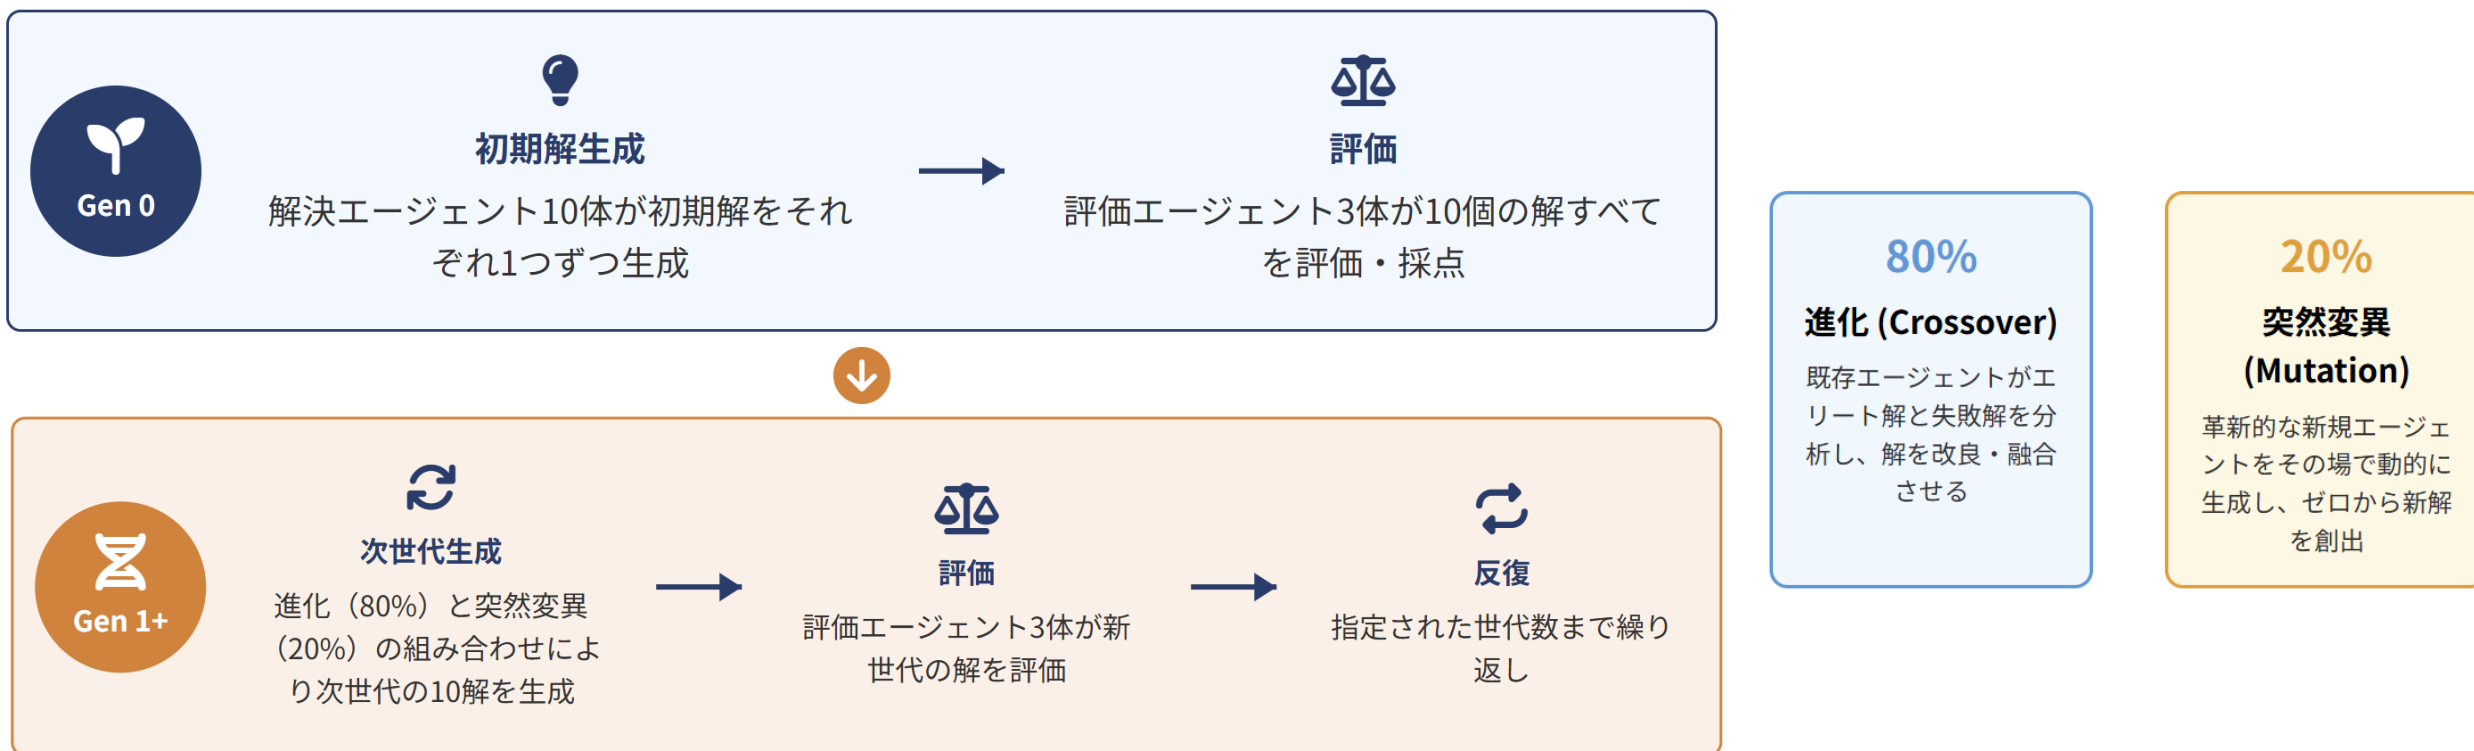 Gen 0
初期解生成
解決エージェント10体が初期解をそれ
ぞれ1つずつ生成
評価
評価エージェント3体が10個の解すべて
を評価・採点
Gen 1+
次世代生成
進化（80%）と突然変異
（20%）の組み合わせによ
り次世代の10解を生成
評価
評価エージェント3体が新
世代の解を評価
反復
指定された世代数まで繰り
返し
80%
進化 (Crossover)
既存エージェントがエ
リート解と失敗解を分
析し、解を改良・融合
させる
20%
突然変異
(Mutation)
革新的な新規エージェ
ントをその場で動的に
生成し、ゼロから新解
を創出